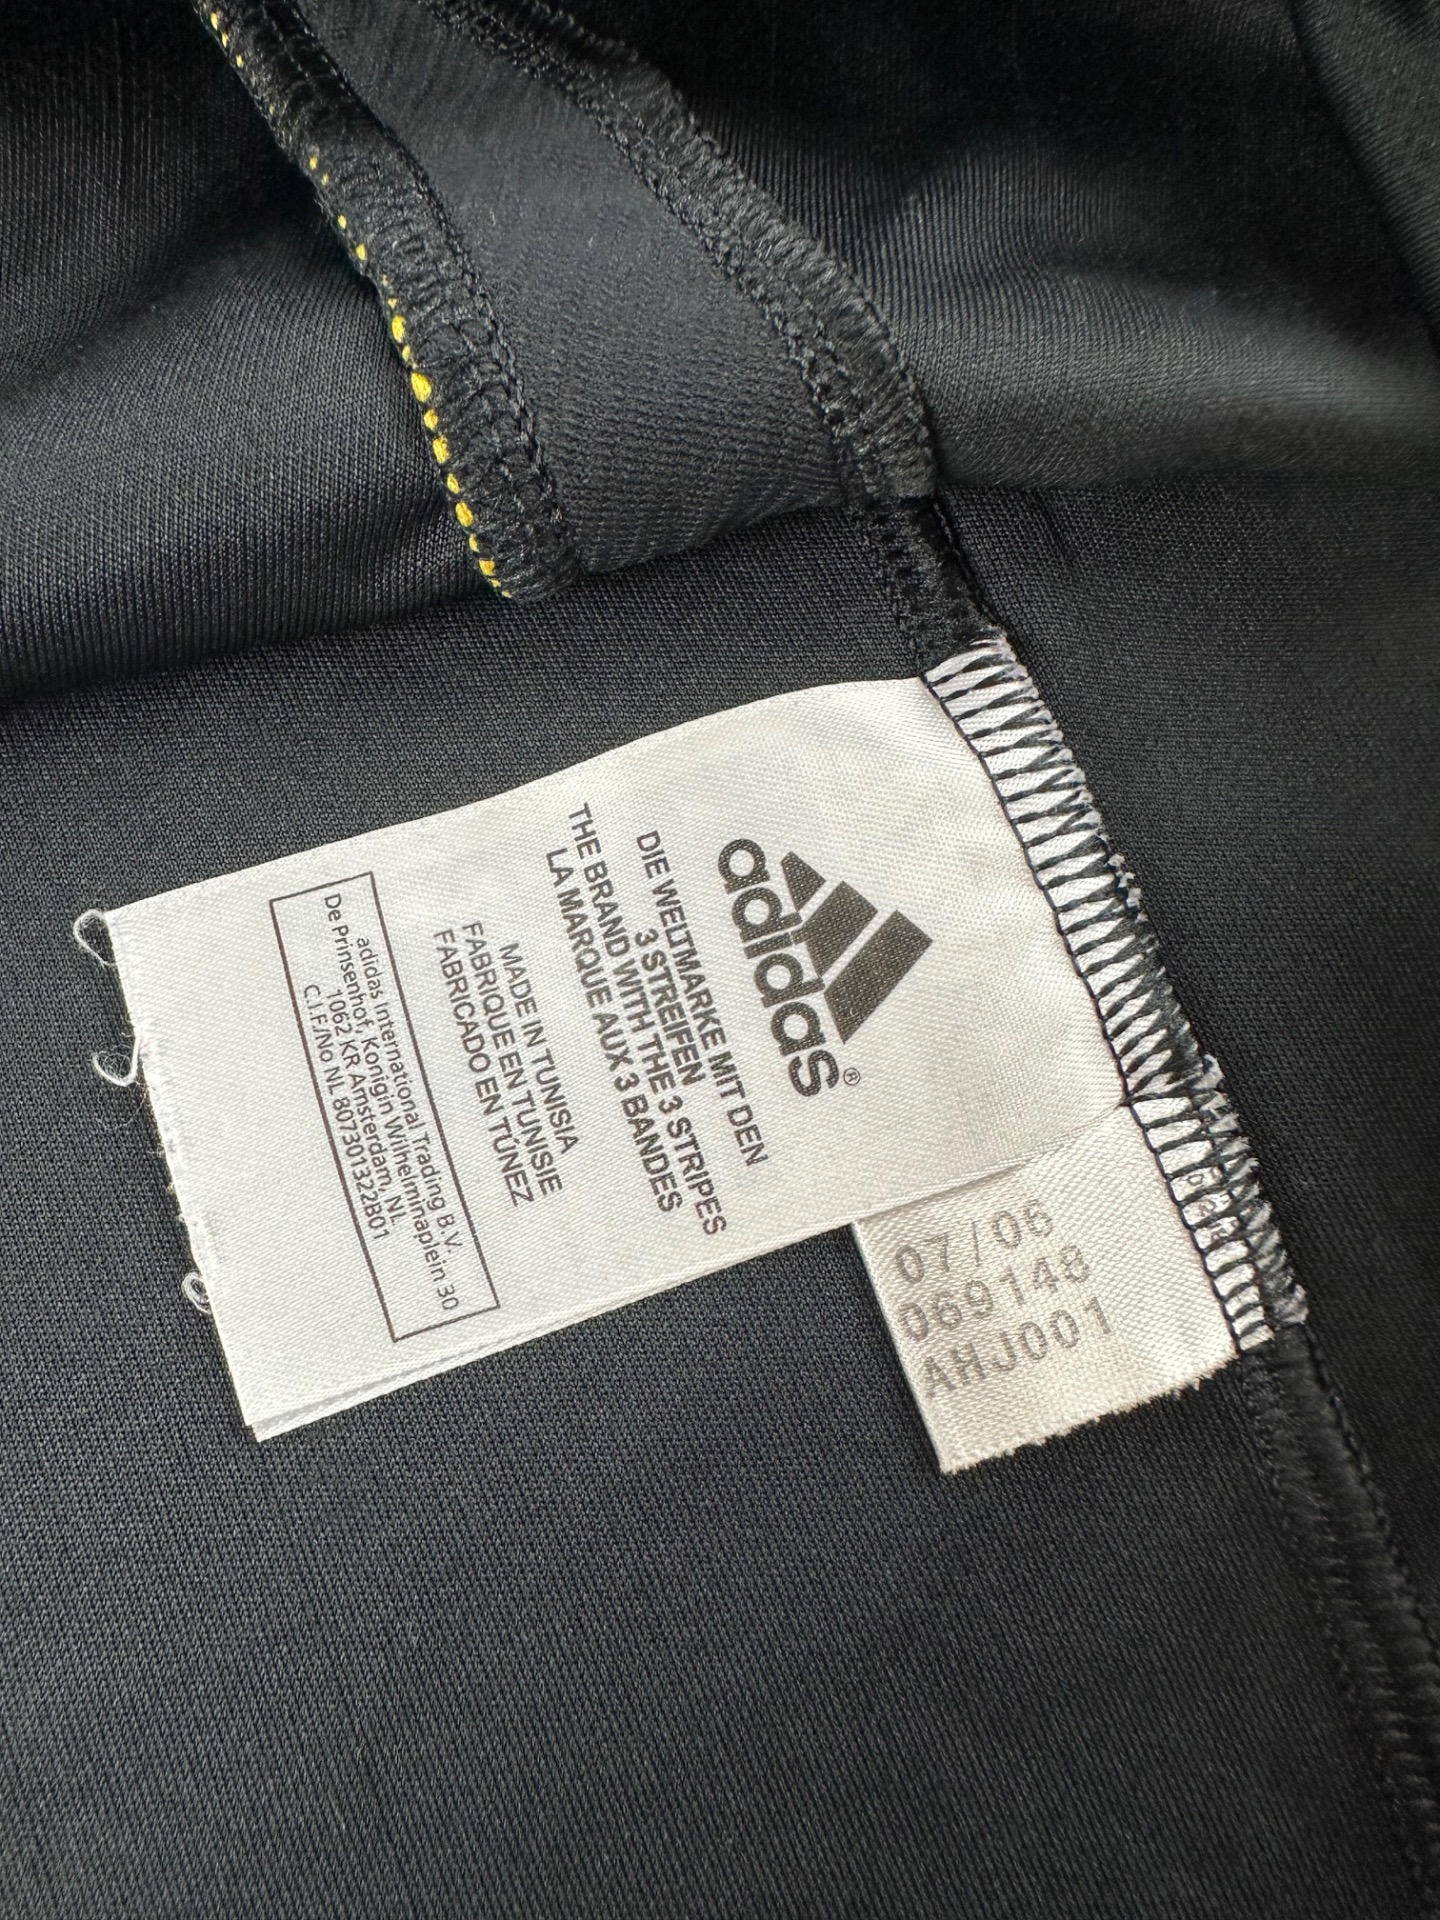 adidas®
DIE WELTMARKE MIT DEN
3 STREIFEN
THE BRAND WITH THE 3 STRIPES
LA MARQUE AUX 3 BANDES
MADE IN TUNISIA
FABRIQUE EN TUNISIE
FABRICADO EN TÚNEZ
adidas International Trading B.V.
De Prinsenhof, Konigin Wilhelminaplein 30
1062 KR Amsterdam, NL
C.I.F./No NL 807301322B01
07/06
069148
AHJ001